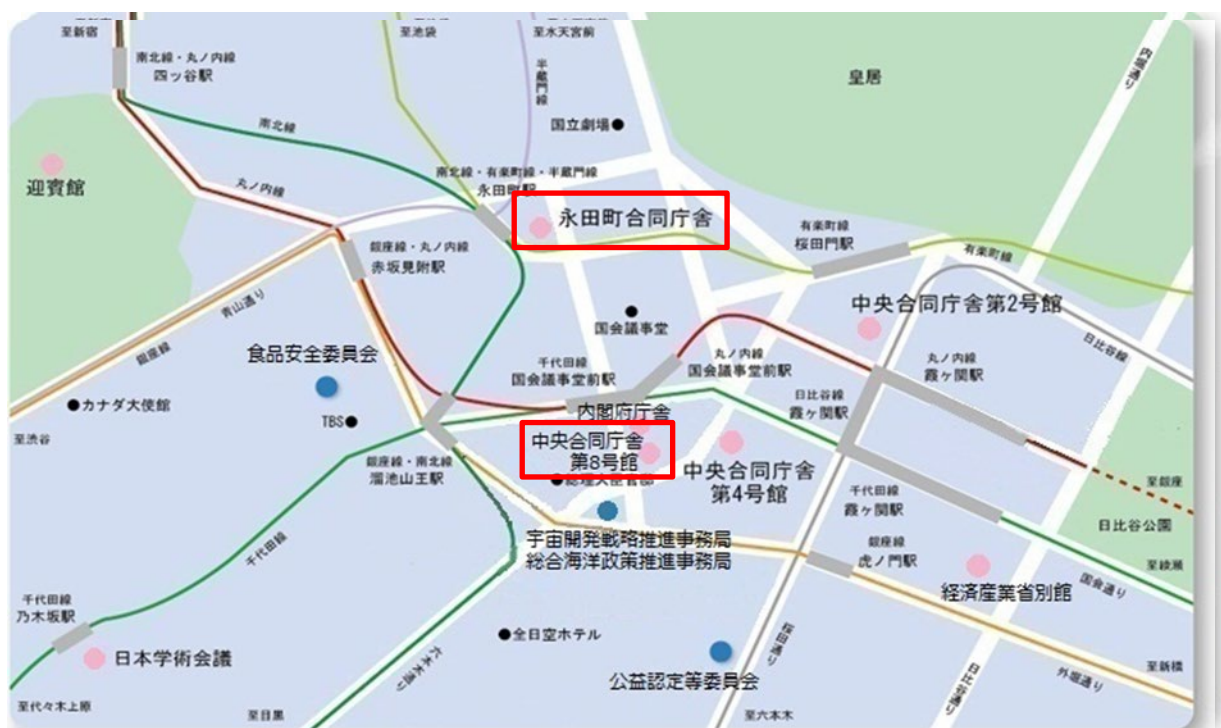 至新宿
至池袋
至水天宮前
南北線・丸ノ内線
四ッ谷駅
半蔵門線
内堀通り
皇居
南北線
国立劇場
迎賓館
丸ノ内線
南北線・有楽町線・半蔵門線
永田町駅
永田町合同庁舎
有楽町線
桜田門駅
有楽町線
銀座線・丸ノ内線
赤坂見附駅
青山通り
銀座線
中央合同庁舎第2号館
国会議事堂
日比谷線
食品安全委員会
千代田線
国会議事堂前駅
丸ノ内線
国会議事堂前駅
丸ノ内線
霞ヶ関駅
カナダ大使館
TBS
内閣府庁舎
日比谷線
霞ヶ関駅
至渋谷
中央合同庁舎
第8号館
総理大臣官邸
中央合同庁舎
第4号館
銀座線・南北線
溜池山王駅
千代田線
霞ヶ関駅
至銀座
日比谷公園
宇宙開発戦略推進事務局
総合海洋政策推進事務局
銀座線
虎ノ門駅
千代田線
至綾瀬
国会通り
経済産業省別館
千代田線
乃木坂駅
日本学術会議
全日空ホテル
六本木通り
桜田通り
日比谷通り
外堀通り
至新橋
公益認定等委員会
至代々木上原
至目黒
至六本木